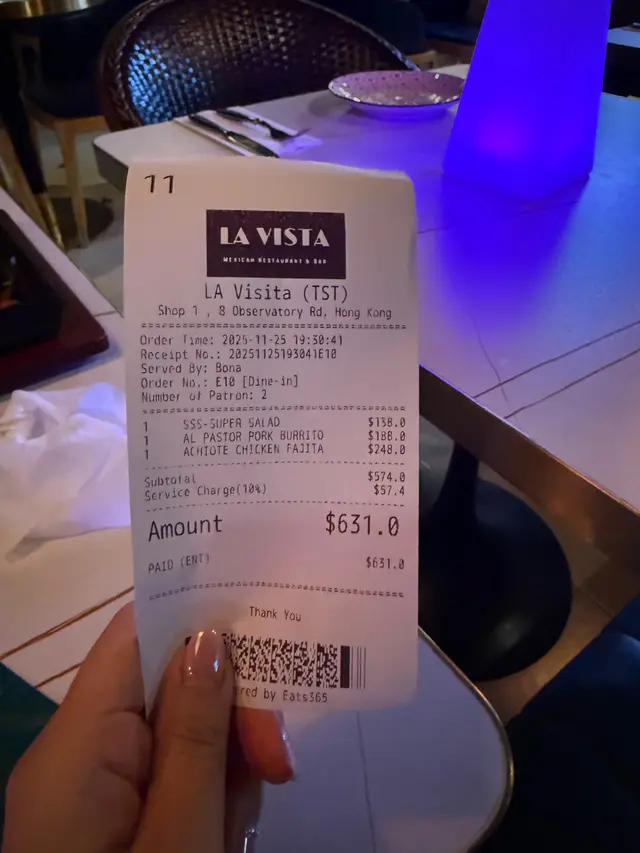 11
LA VISTA
MEXICAN RESTAURANT & BAR
LA Visita (TST)
Shop 1 , 8 Observatory Rd, Hong Kong
Order Time: 2025-11-25 19:30:41
Receipt No.: 20251125193041E10
Served By: Bona
Order No.: E10 [Dine-in]
Number of Patron: 2
1 SSS-SUPER SALAD $138.0
1 AL PASTOR PORK BURRITO $188.0
1 ACHIOTE CHICKEN FAJITA $248.0
Subtotal $574.0
Service Charge(10%) $57.4
Amount $631.0
PAID (ENT) $631.0
Thank You
ered by Eats365